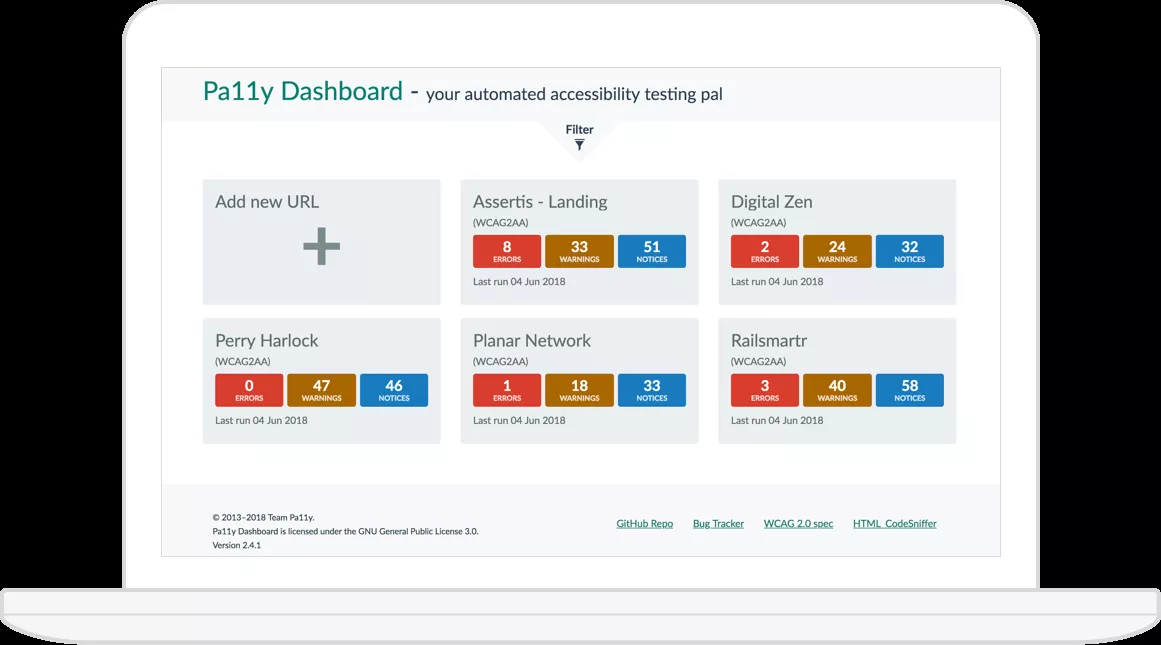 Pa11y Dashboard - your automated accessibility testing pal
Filter
Add new URL
Assertis - Landing
(WCAG2AA)
8 33 51
ERRORS WARNINGS NOTICES
Last run 04 Jun 2018
Digital Zen
(WCAG2AA)
2 24 32
ERRORS WARNINGS NOTICES
Last run 04 Jun 2018
Perry Harlock
(WCAG2AA)
0 47 46
ERRORS WARNINGS NOTICES
Last run 04 Jun 2018
Planar Network
(WCAG2AA)
1 18 33
ERRORS WARNINGS NOTICES
Last run 04 Jun 2018
Railsmartr
(WCAG2AA)
3 40 58
ERRORS WARNINGS NOTICES
Last run 04 Jun 2018
© 2013–2018 Team Pa11y.
Pa11y Dashboard is licensed under the GNU General Public License 3.0.
Version 2.4.1
GitHub Repo Bug Tracker WCAG 2.0 spec HTML_CodeSniffer